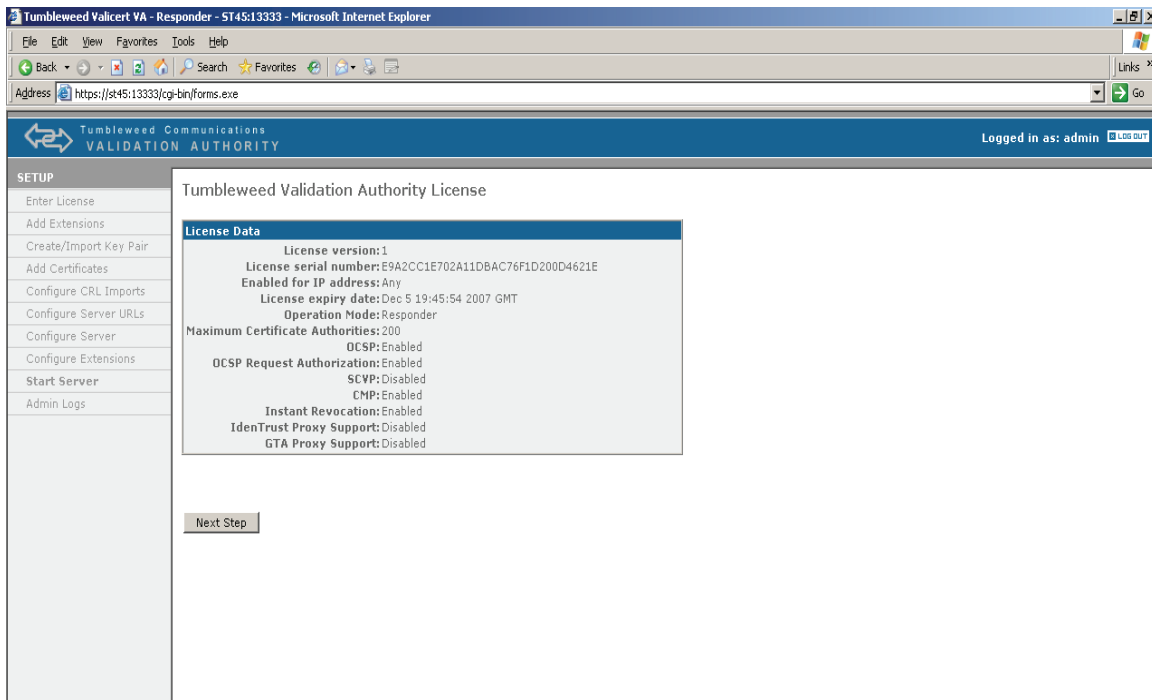 Tumbleweed Valicert VA - Responder - ST45:13333 - Microsoft Internet Explorer
File Edit View Favorites Tools Help
Back Search Favorites Links »
Address https://st45:13333/cgi-bin/forms.exe Go
Tumbleweed Communications
VALIDATION AUTHORITY
Logged in as: admin LOG OUT
SETUP
Enter License
Add Extensions
Create/Import Key Pair
Add Certificates
Configure CRL Imports
Configure Server URLs
Configure Server
Configure Extensions
Start Server
Admin Logs
Tumbleweed Validation Authority License
License Data
License version: 1
License serial number: E9A2CC1E702A11DBAC76F1D200D4621E
Enabled for IP address: Any
License expiry date: Dec 5 19:45:54 2007 GMT
Operation Mode: Responder
Maximum Certificate Authorities: 200
OCSP: Enabled
OCSP Request Authorization: Enabled
SCVP: Disabled
CMP: Enabled
Instant Revocation: Enabled
IdenTrust Proxy Support: Disabled
GTA Proxy Support: Disabled
Next Step